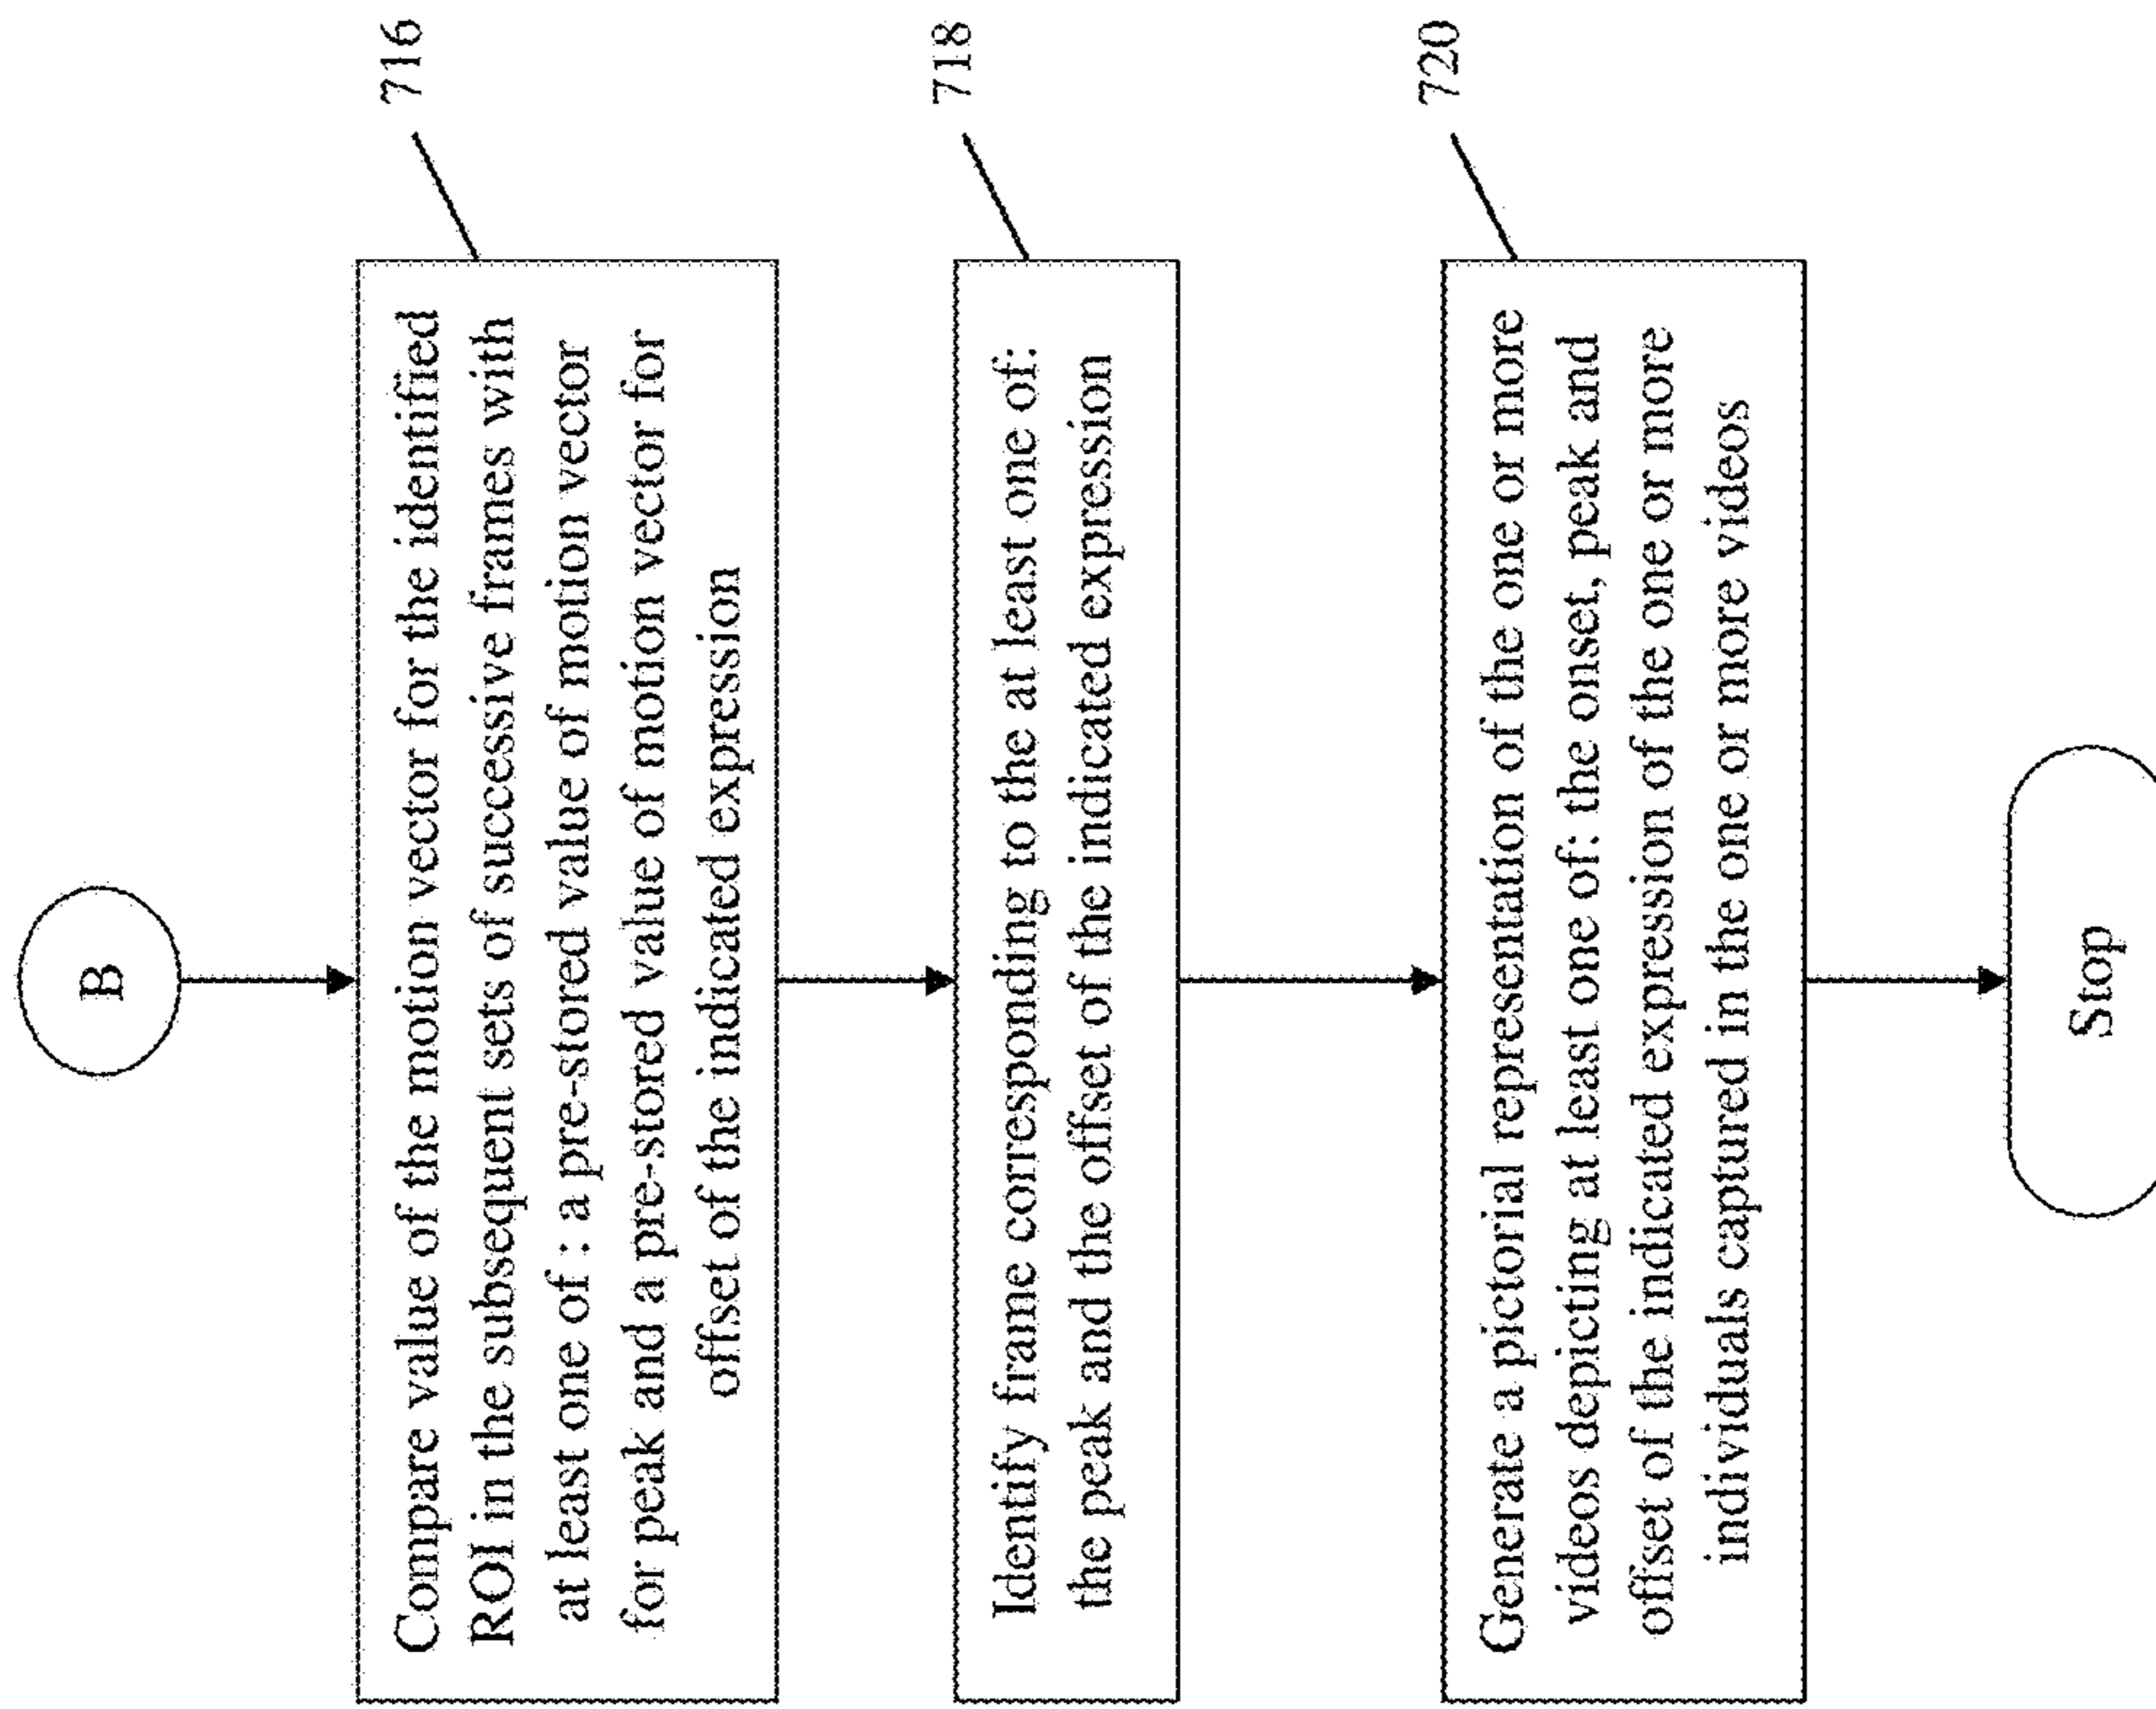 B
716
Compare value of the motion vector for the identified
ROI in the subsequent sets of successive frames with
at least one of : a pre-stored value of motion vector
for peak and a pre-stored value of motion vector for
offset of the indicated expression
718
Identify frame corresponding to the at least one of:
the peak and the offset of the indicated expression
720
Generate a pictorial representation of the one or more
videos depicting at least one of: the onset, peak and
offset of the indicated expression of the one or more
individuals captured in the one or more videos
Stop